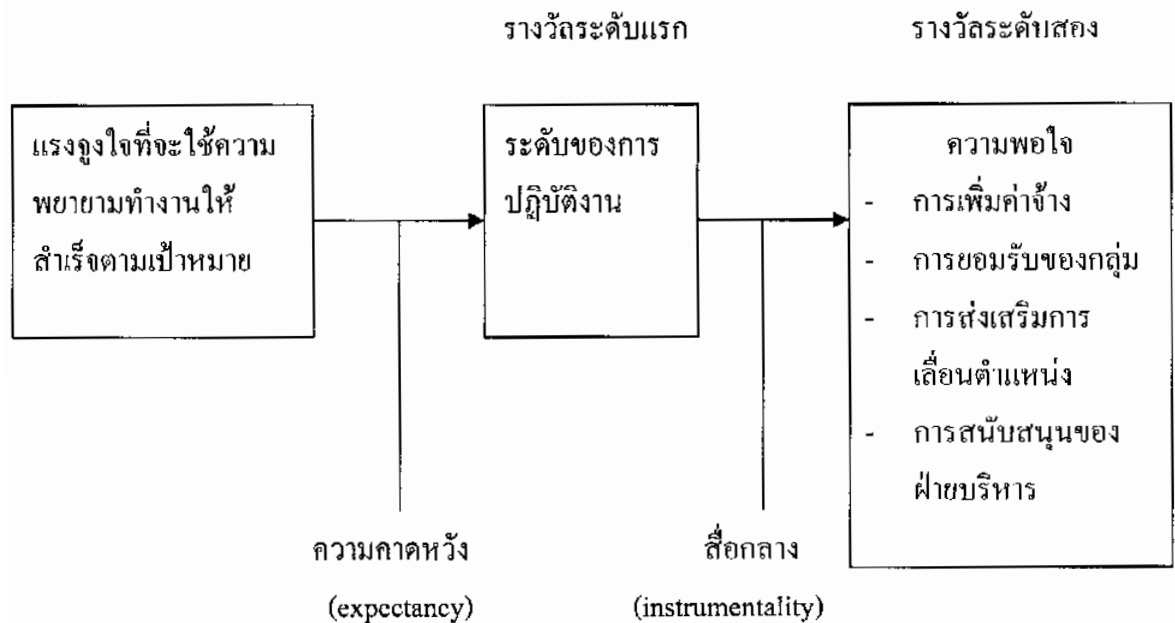 รางวัลระดับแรก
รางวัลระดับสอง
แรงจูงใจที่จะใช้ความ
พยายามทำงานให้
สำเร็จตามเป้าหมาย
ระดับของการ
ปฏิบัติงาน
ความพอใจ
- การเพิ่มค่าจ้าง
- การยอมรับของกลุ่ม
- การส่งเสริมการ
เลื่อนตำแหน่ง
- การสนับสนุนของ
ฝ่ายบริหาร
ความคาดหวัง
(expectancy)
สื่อกลาง
(instrumentality)